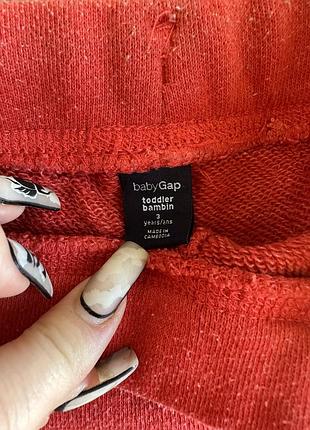 babyGap
toddler
bambin
3
years/ans
MADE IN
CAMBODIA